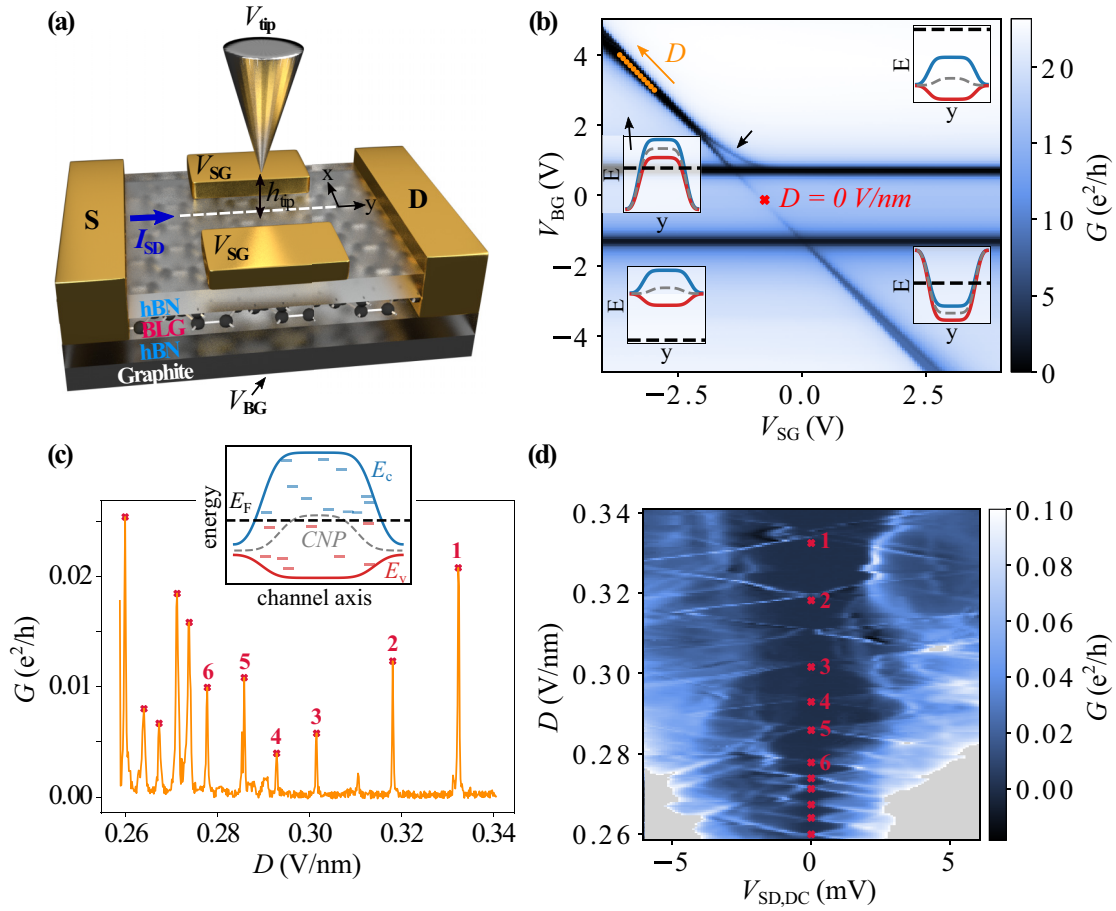 (a)
V_tip
V_SG
h_tip
x
y
S
D
I_SD
V_SG
hBN
BLG
hBN
Graphite
V_BG
(b)
V_BG (V)
4
2
0
−2
−4
D
E
y
E
y
D = 0 V/nm
E
y
E
y
−2.5
0.0
2.5
V_SG (V)
20
15
10
5
0
G (e²/h)
(c)
energy
E_F
E_c
CNP
E_v
channel axis
G (e²/h)
0.02
0.01
0.00
6
5
4
3
2
1
0.26
0.28
0.30
0.32
0.34
D (V/nm)
(d)
D (V/nm)
0.34
0.32
0.30
0.28
0.26
1
2
3
4
5
6
−5
0
5
V_SD,DC (mV)
0.10
0.08
0.06
0.04
0.02
0.00
G (e²/h)